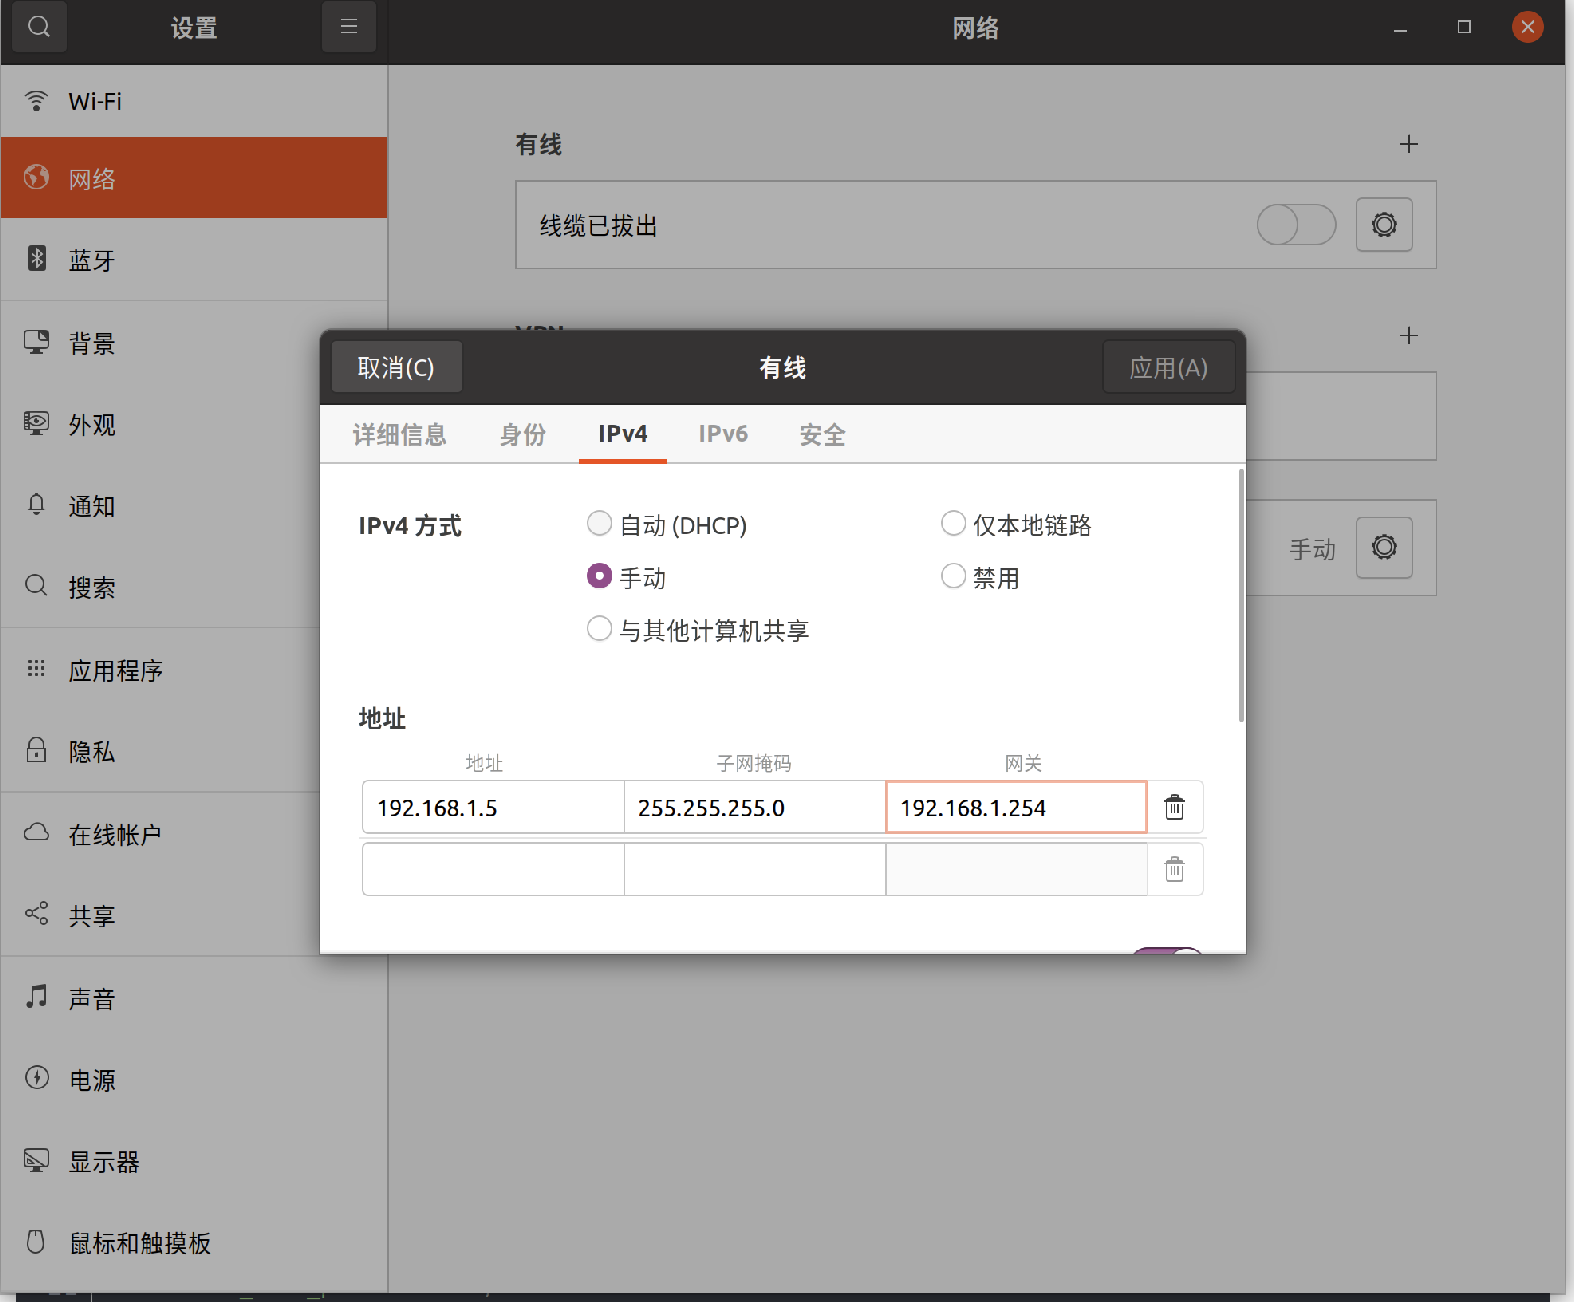 设置
网络
Wi-Fi
网络
蓝牙
背景
外观
通知
搜索
应用程序
隐私
在线帐户
共享
声音
电源
显示器
鼠标和触摸板
有线
线缆已拔出
VPN
手动
取消(C)
有线
应用(A)
详细信息 身份 IPv4 IPv6 安全
IPv4 方式
自动 (DHCP)
仅本地链路
手动
禁用
与其他计算机共享
地址
地址 子网掩码 网关
192.168.1.5 255.255.255.0 192.168.1.254